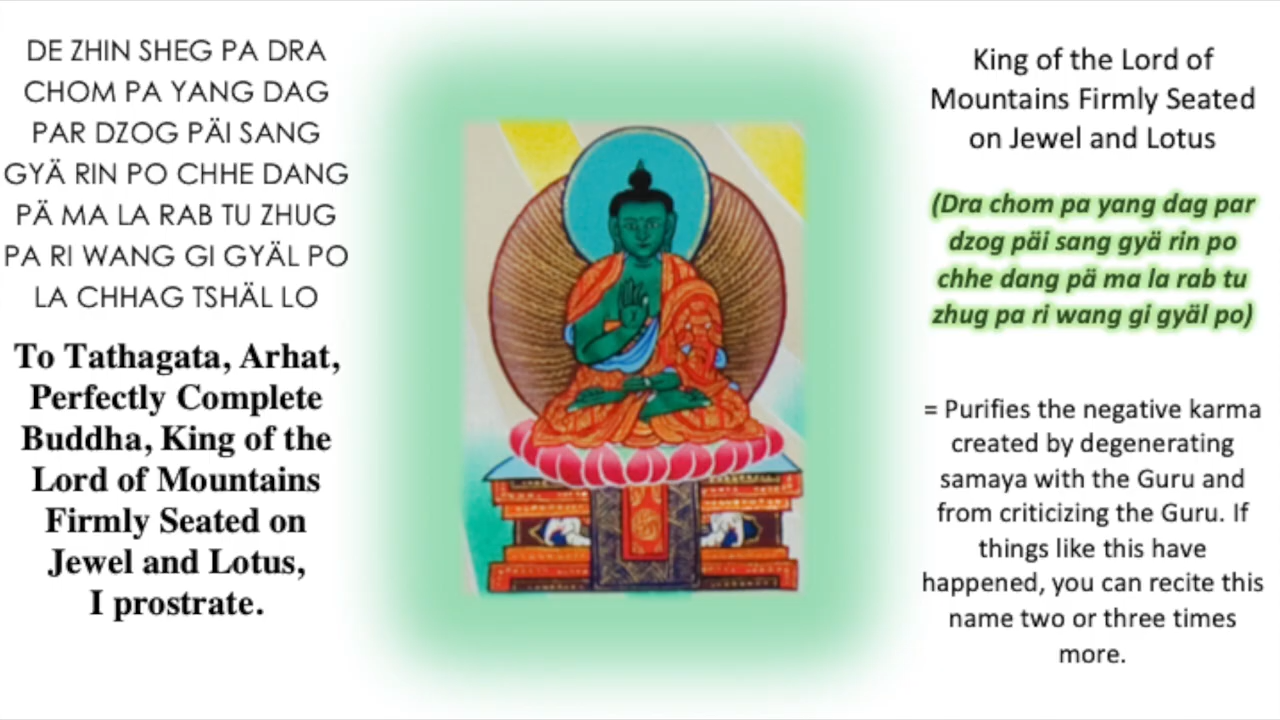 DE ZHIN SHEG PA DRA
CHOM PA YANG DAG
PAR DZOG PÄI SANG
GYÄ RIN PO CHHE DANG
PÄ MA LA RAB TU ZHUG
PA RI WANG GI GYÄL PO
LA CHHAG TSHÄL LO
To Tathagata, Arhat,
Perfectly Complete
Buddha, King of the
Lord of Mountains
Firmly Seated on
Jewel and Lotus,
I prostrate.
King of the Lord of
Mountains Firmly Seated
on Jewel and Lotus
(Dra chom pa yang dag par
dzog päi sang gyä rin po
chhe dang pä ma la rab tu
zhug pa ri wang gi gyäl po)
= Purifies the negative karma
created by degenerating
samaya with the Guru and
from criticizing the Guru. If
things like this have
happened, you can recite this
name two or three times
more.